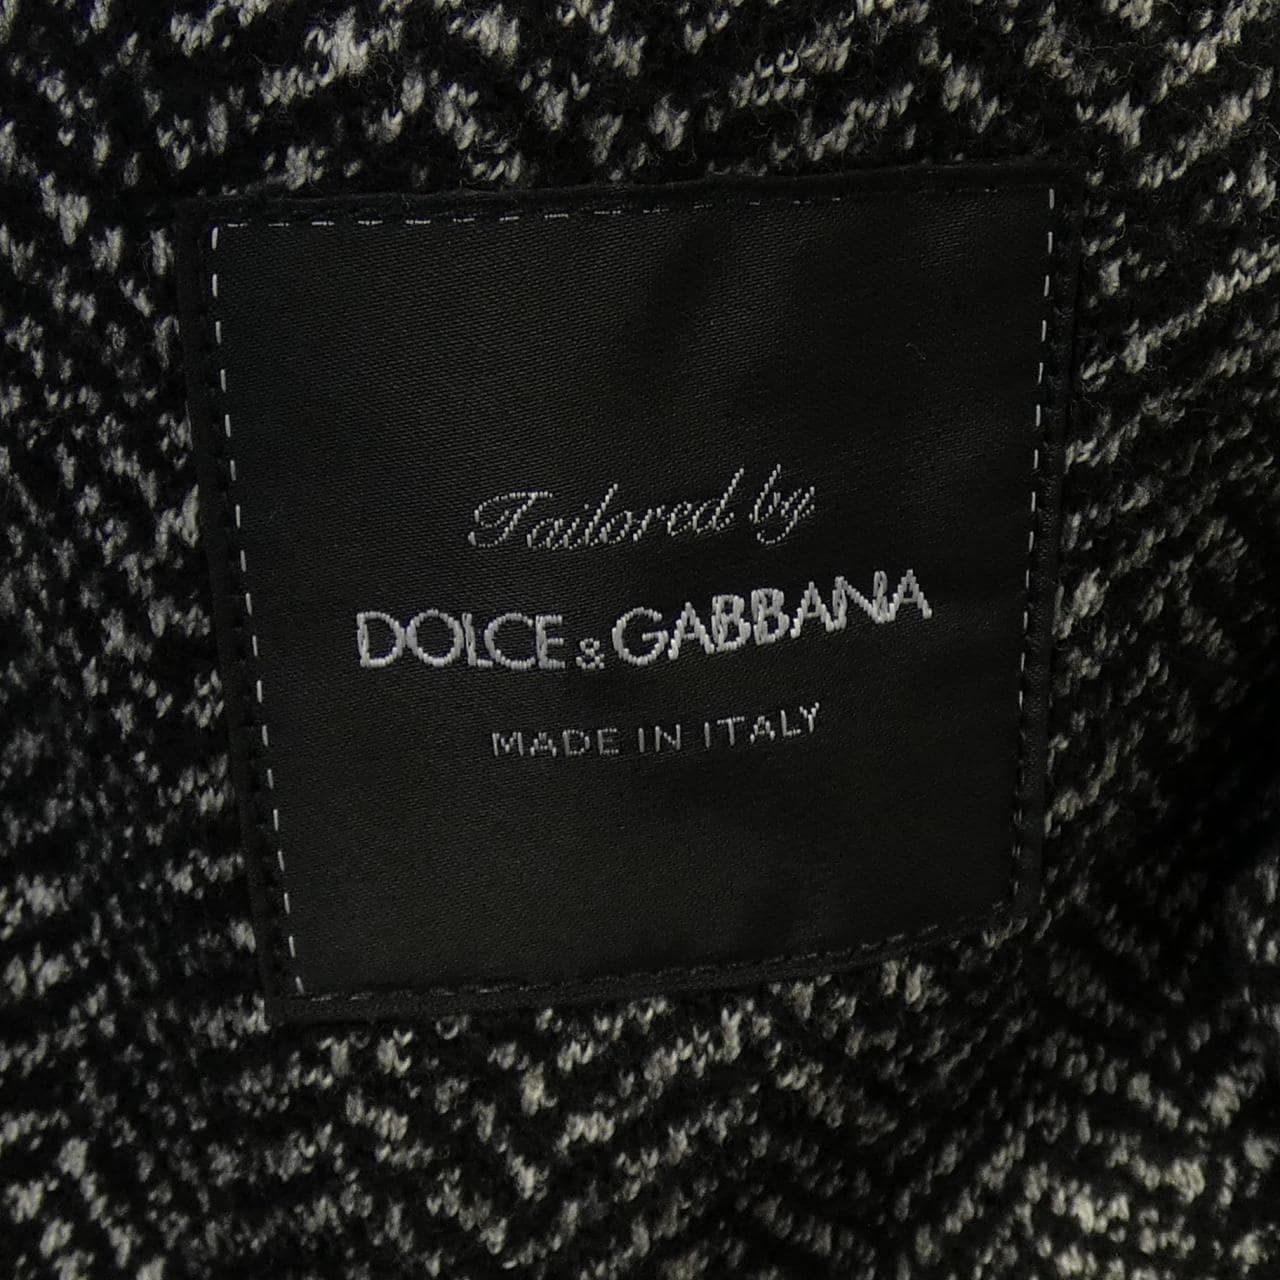 Tailored by
DOLCE & GABBANA
MADE IN ITALY